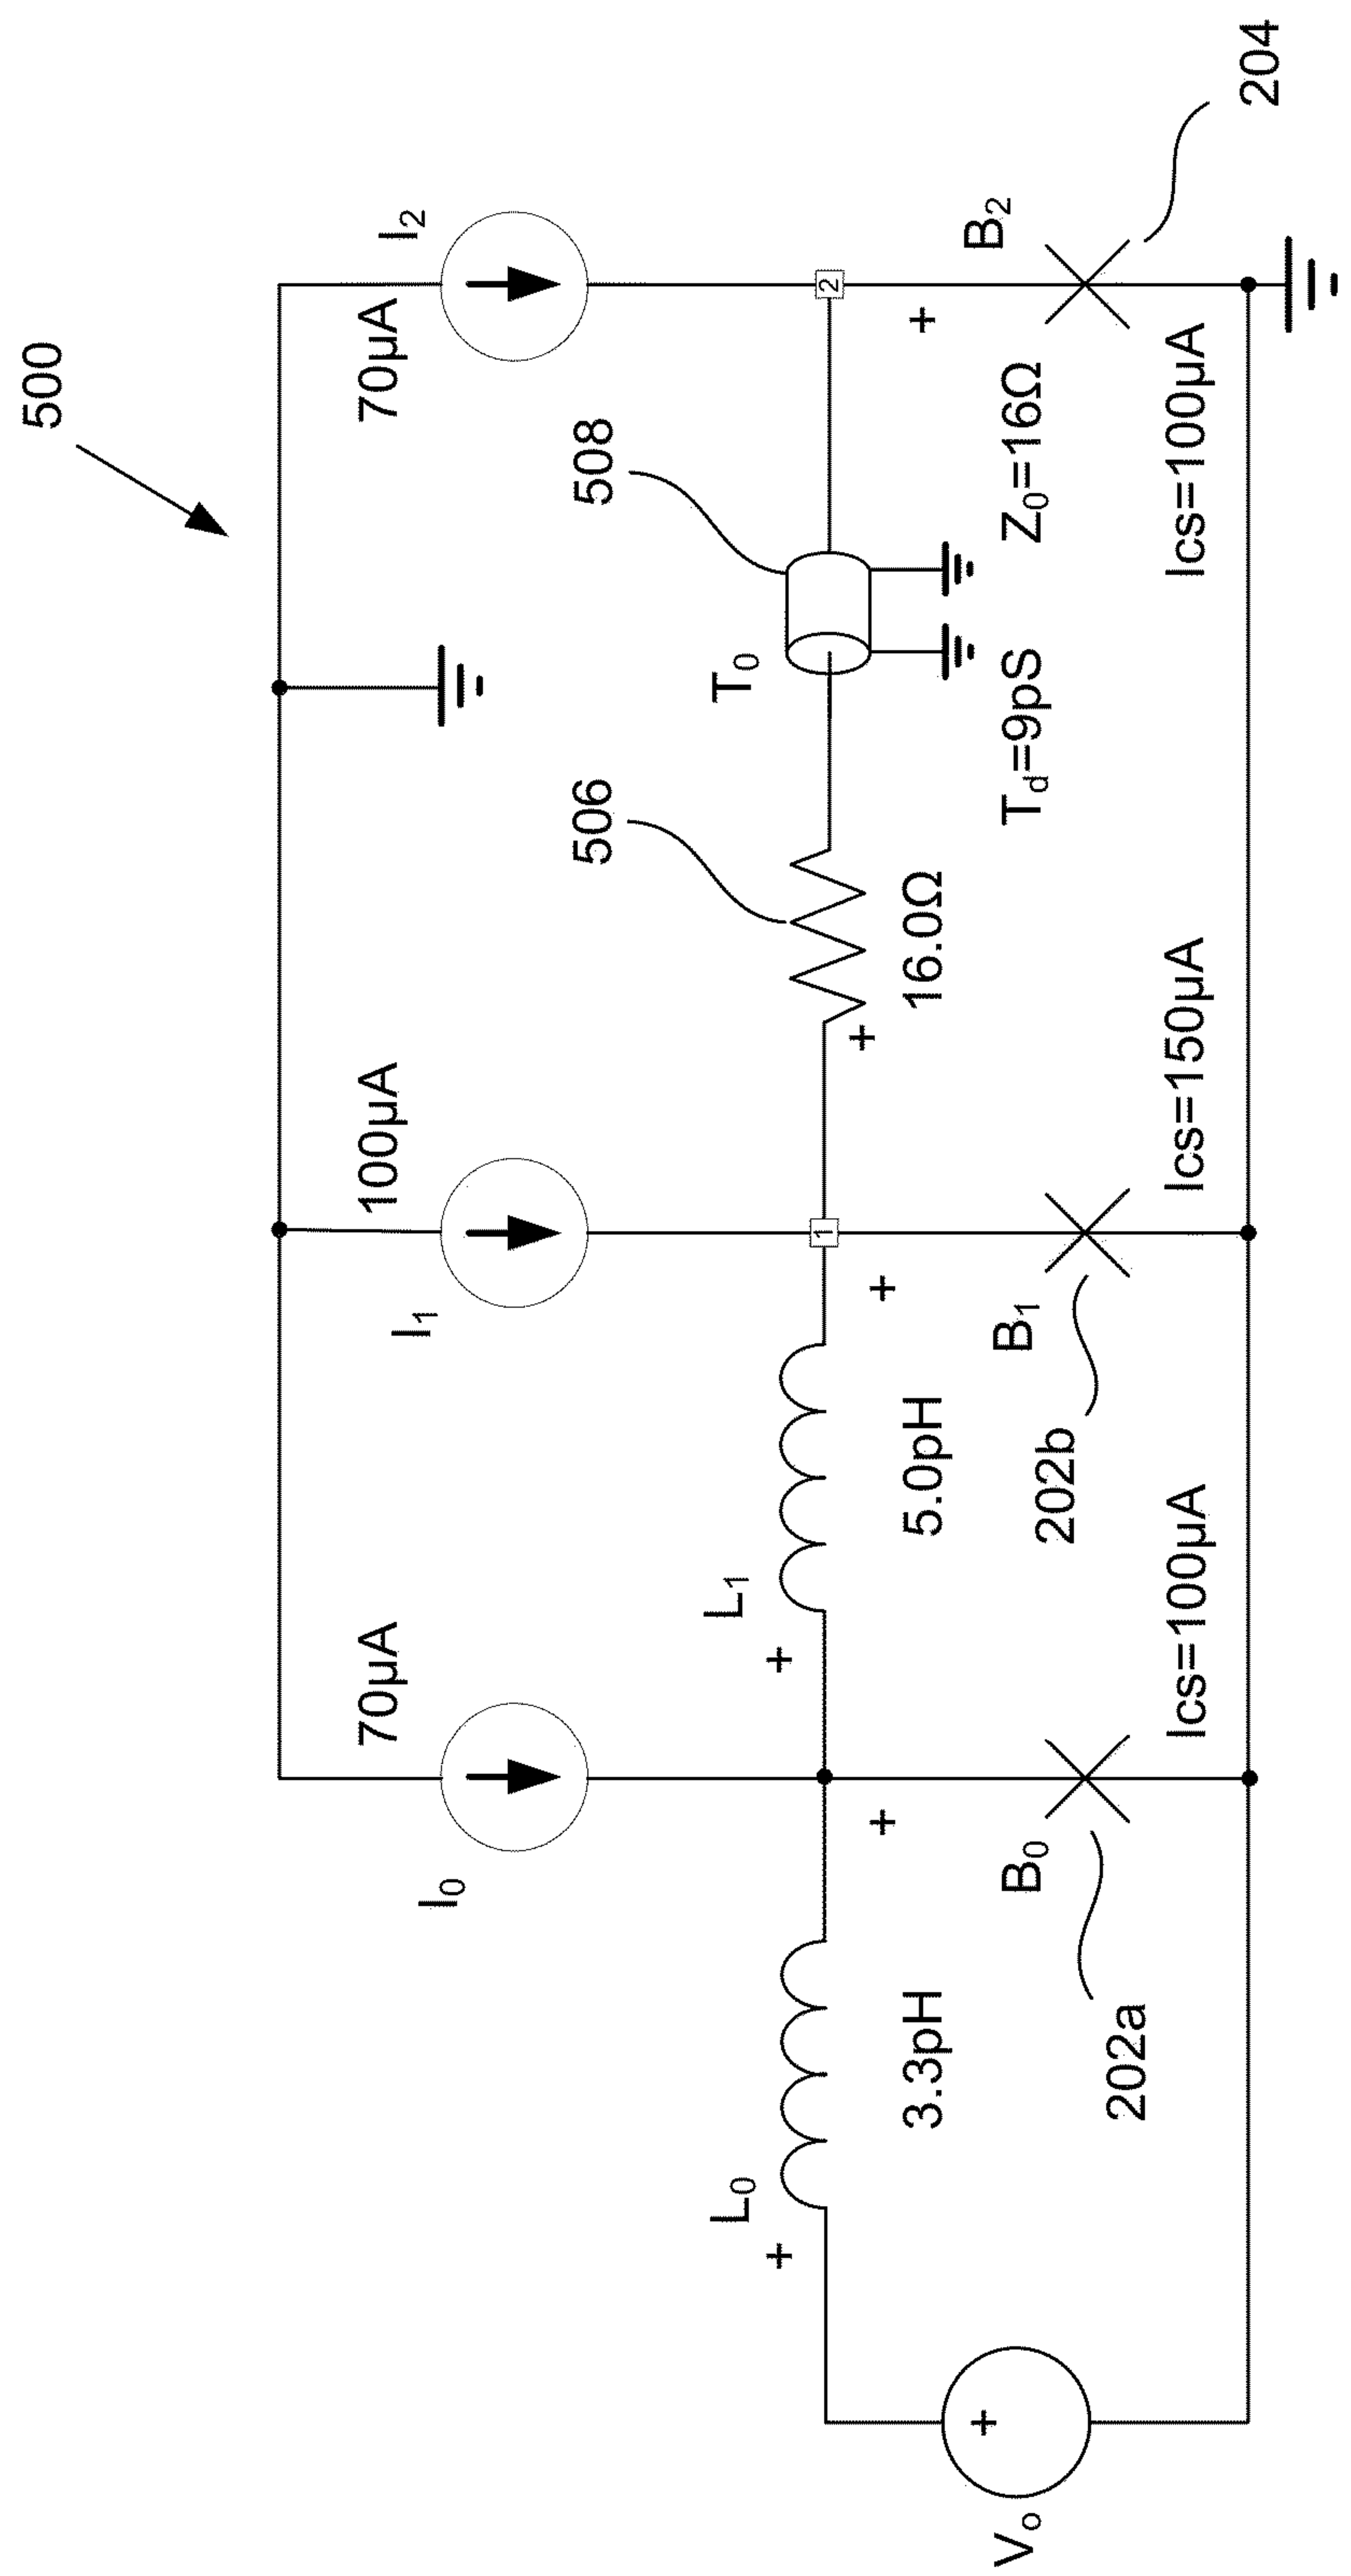 500
70µA
I0
100µA
I1
70µA
I2
V0
+
L0
+
3.3pH
L1
+
5.0pH
1
+
506
16.0Ω
T0
508
Td=9pS
Z0=16Ω
2
+
B0
202a
Ics=100µA
+
B1
202b
Ics=150µA
+
B2
204
Ics=100µA